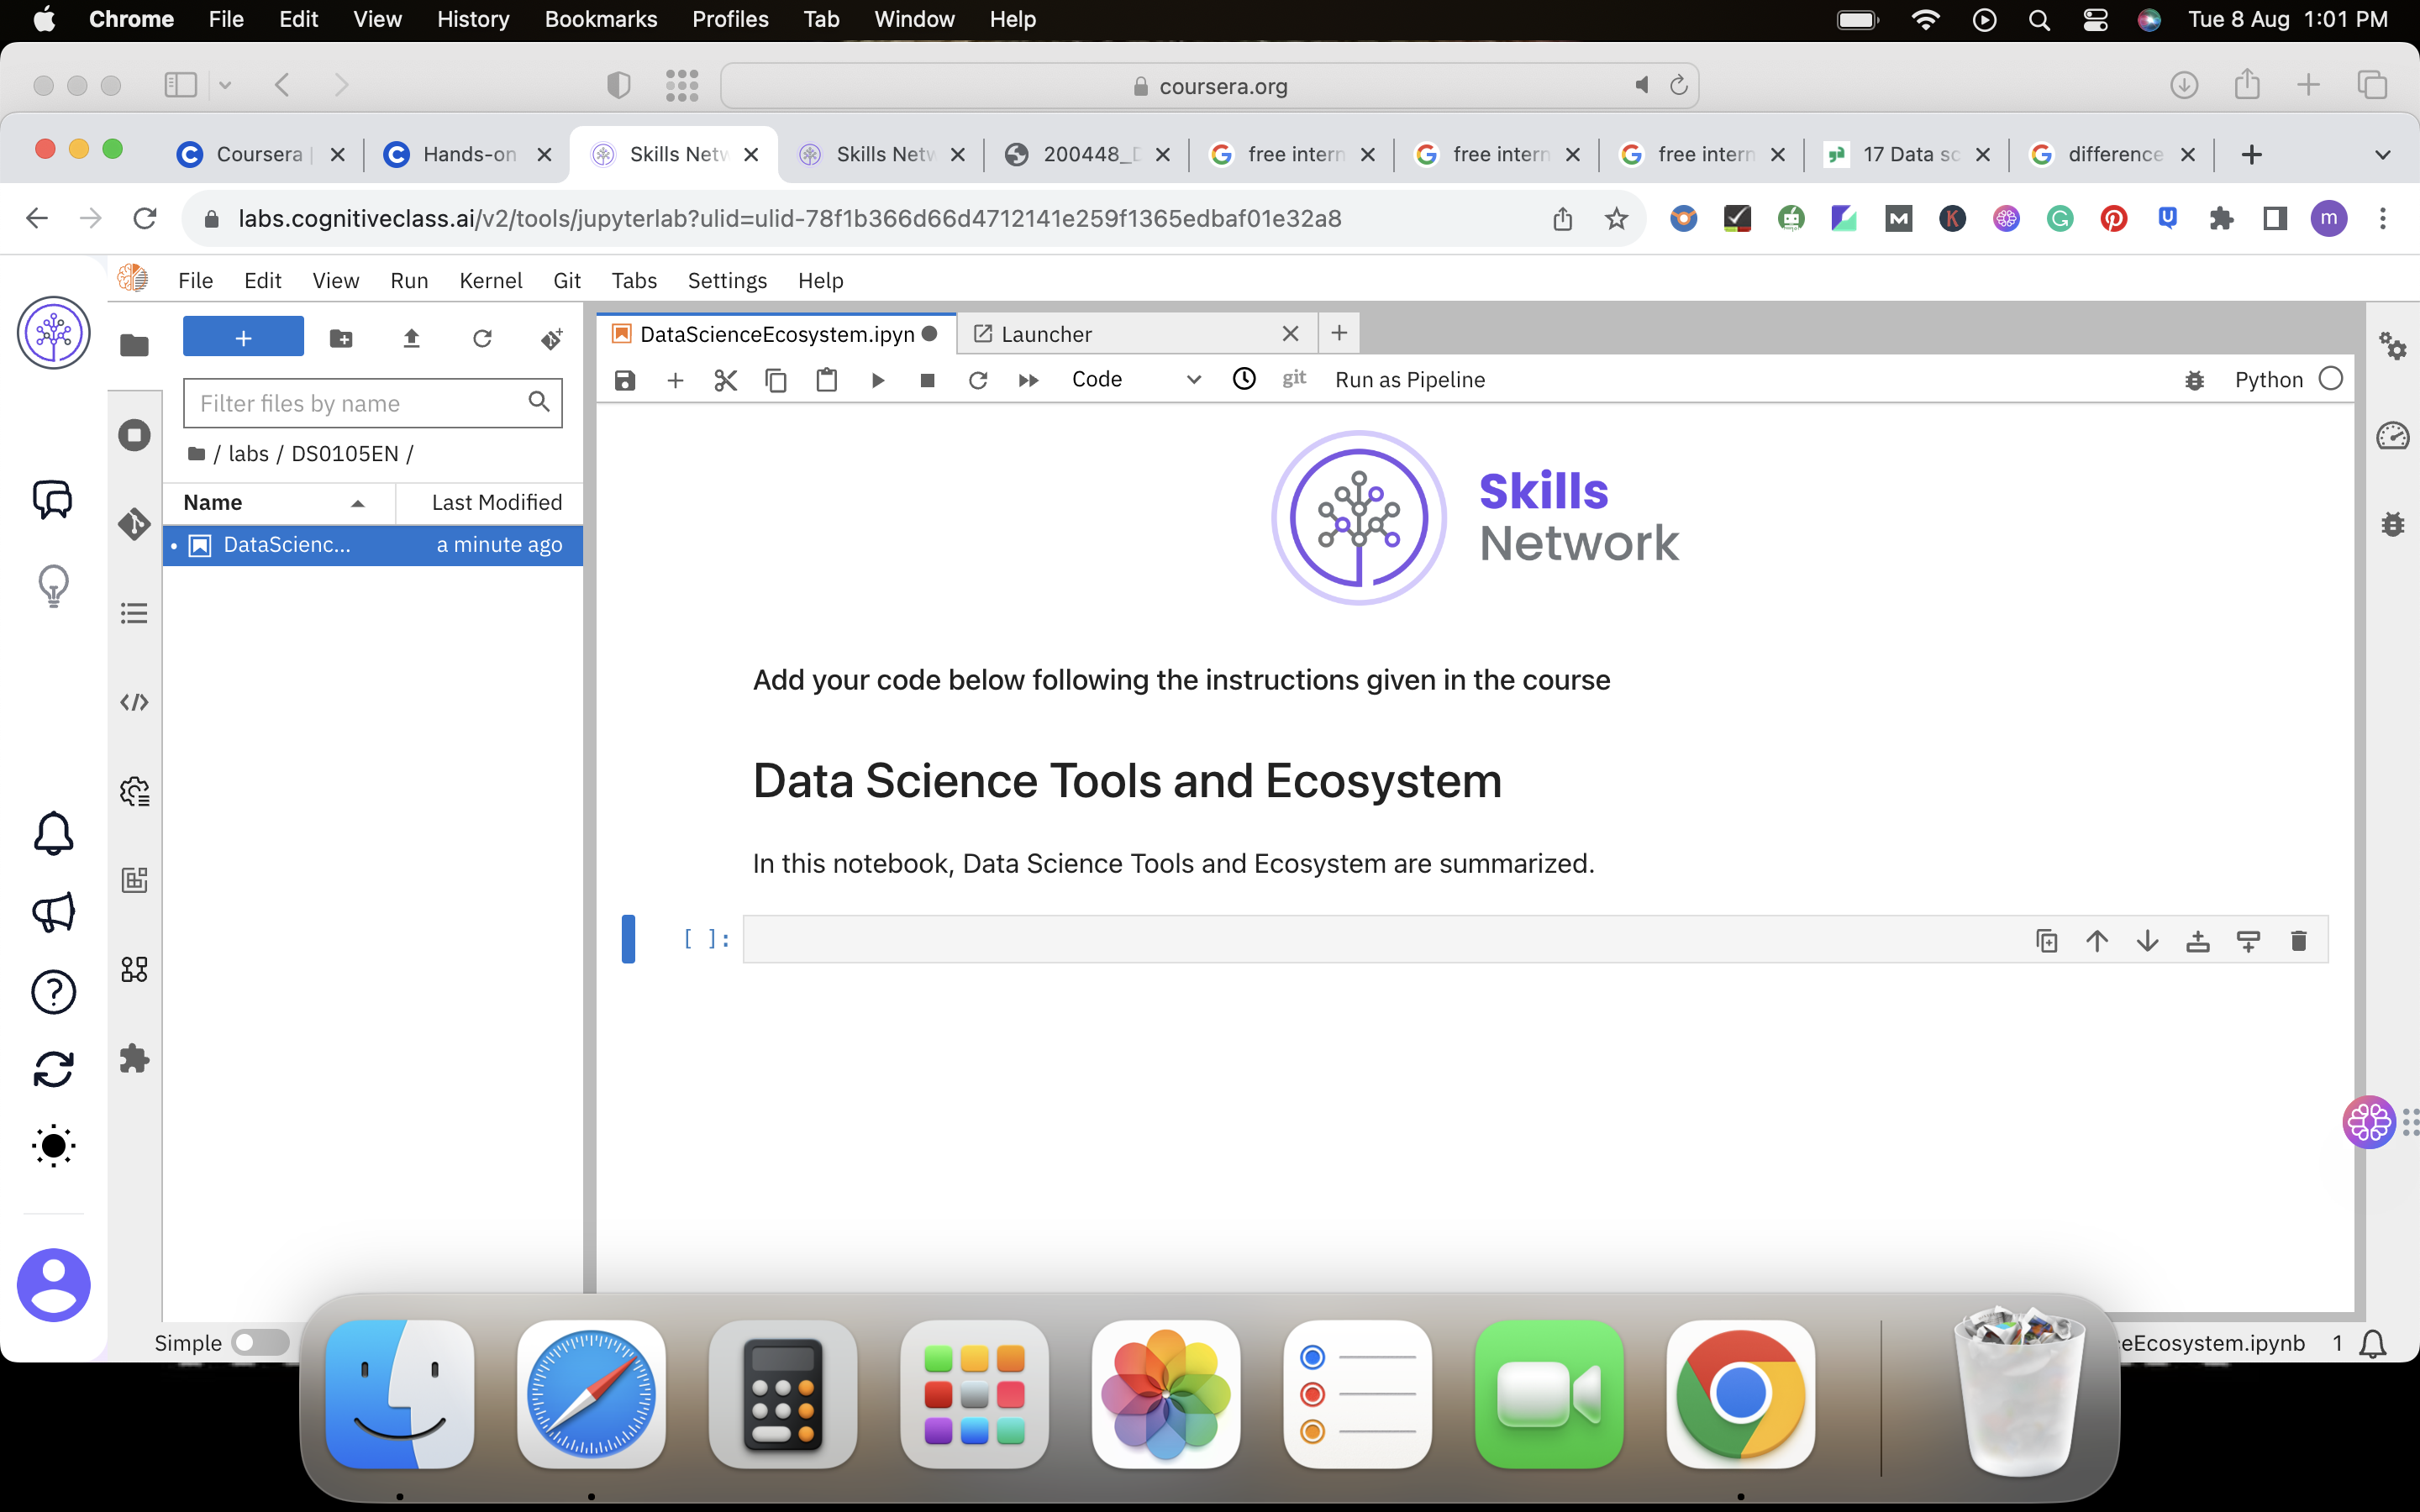 Chrome File Edit View History Bookmarks Profiles Tab Window Help Tue 8 Aug 1:01 PM
coursera.org
Coursera Hands-on Skills Netw Skills Netw 200448_D free intern free intern free intern 17 Data sc difference
labs.cognitiveclass.ai/v2/tools/jupyterlab?ulid=ulid-78f1b366d66d4712141e259f1365edbaf01e32a8 m
File Edit View Run Kernel Git Tabs Settings Help
DataScienceEcosystem.ipyn Launcher
git Run as Pipeline Code Python
Filter files by name
/ labs / DS0105EN /
Name Last Modified
DataScienc... a minute ago
Skills
Network
Add your code below following the instructions given in the course
Data Science Tools and Ecosystem
In this notebook, Data Science Tools and Ecosystem are summarized.
[ ]:
Simple eEcosystem.ipynb 1